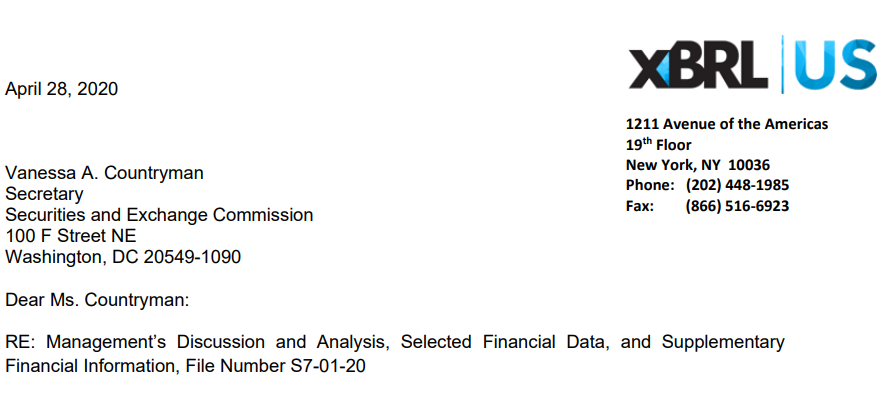 xBRL US
April 28, 2020
1211 Avenue of the Americas
19th Floor
New York, NY 10036
Phone: (202) 448-1985
Fax: (866) 516-6923
Vanessa A. Countryman
Secretary
Securities and Exchange Commission
100 F Street NE
Washington, DC 20549-1090
Dear Ms. Countryman:
RE: Management’s Discussion and Analysis, Selected Financial Data, and Supplementary
Financial Information, File Number S7-01-20